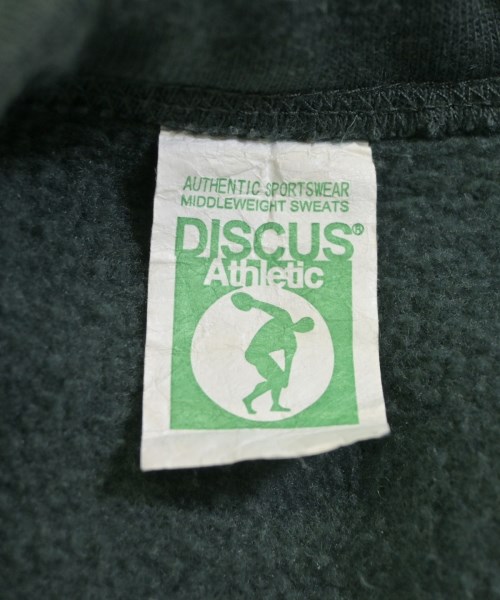 AUTHENTIC SPORTSWEAR
MIDDLEWEIGHT SWEATS
DISCUS®
Athletic